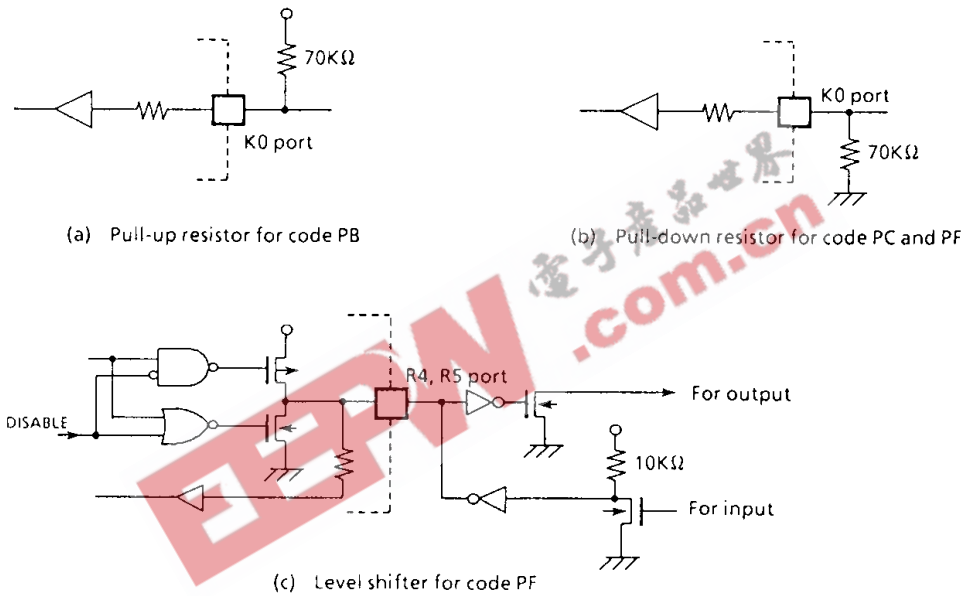 70KΩ
K0 port
(a) Pull-up resistor for code PB
K0 port
70KΩ
(b) Pull-down resistor for code PC and PF
電子產品世界
.com.cn
EEPW
DISABLE
R4, R5 port
For output
10KΩ
For input
(c) Level shifter for code PF